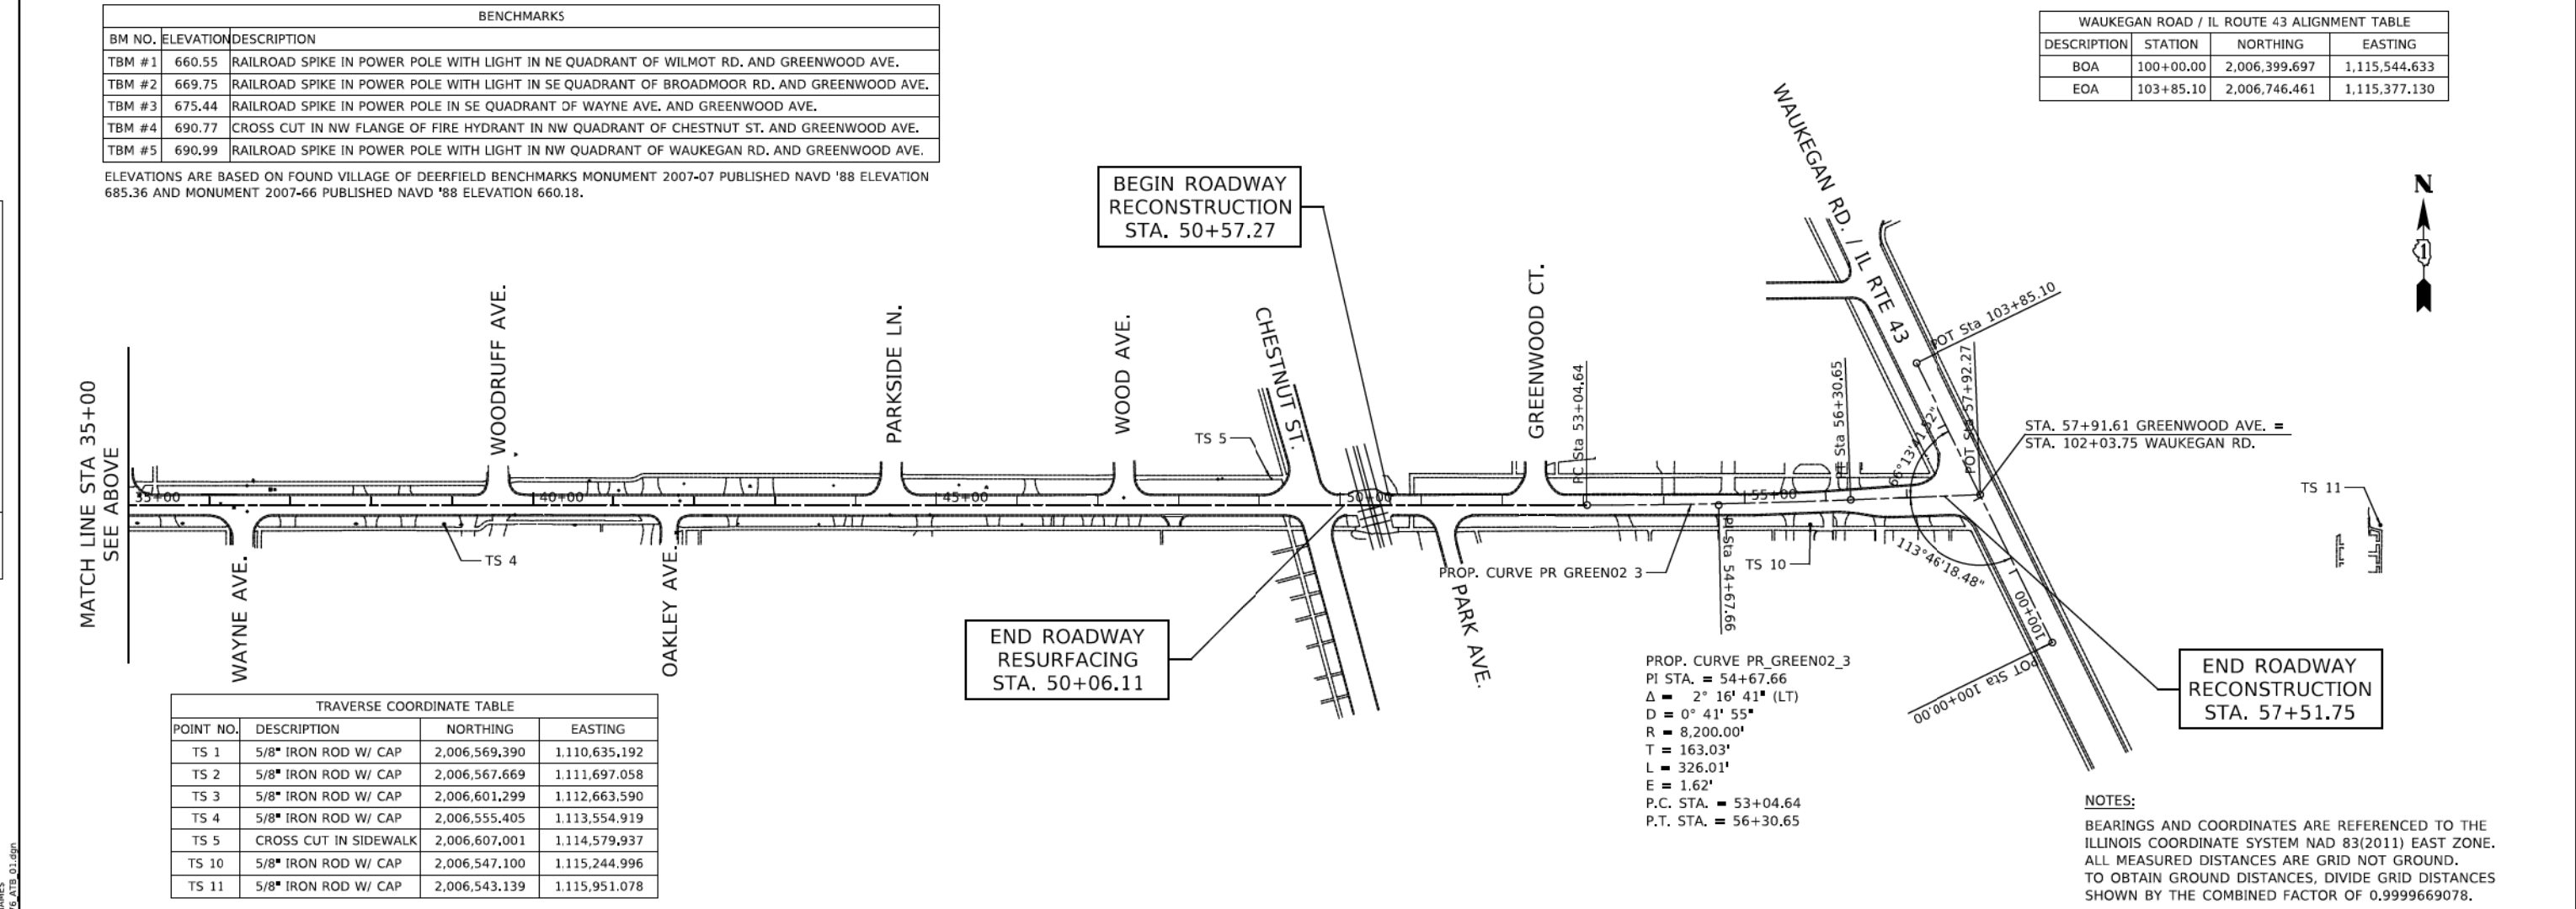 BENCHMARKS
BM NO. ELEVATION DESCRIPTION
TBM #1 660.55 RAILROAD SPIKE IN POWER POLE WITH LIGHT IN NE QUADRANT OF WILMOT RD. AND GREENWOOD AVE.
TBM #2 669.75 RAILROAD SPIKE IN POWER POLE WITH LIGHT IN SE QUADRANT OF BROADMOOR RD. AND GREENWOOD AVE.
TBM #3 675.44 RAILROAD SPIKE IN POWER POLE IN SE QUADRANT OF WAYNE AVE. AND GREENWOOD AVE.
TBM #4 690.77 CROSS CUT IN NW FLANGE OF FIRE HYDRANT IN NW QUADRANT OF CHESTNUT ST. AND GREENWOOD AVE.
TBM #5 690.99 RAILROAD SPIKE IN POWER POLE WITH LIGHT IN NW QUADRANT OF WAUKEGAN RD. AND GREENWOOD AVE.
ELEVATIONS ARE BASED ON FOUND VILLAGE OF DEERFIELD BENCHMARKS MONUMENT 2007-07 PUBLISHED NAVD '88 ELEVATION
685.36 AND MONUMENT 2007-66 PUBLISHED NAVD '88 ELEVATION 660.18.
WAUKEGAN ROAD / IL ROUTE 43 ALIGNMENT TABLE
DESCRIPTION STATION NORTHING EASTING
BOA 100+00.00 2,006,399.697 1,115,544.633
EOA 103+85.10 2,006,746.461 1,115,377.130
N
1
BEGIN ROADWAY
RECONSTRUCTION
STA. 50+57.27
WAUKEGAN RD. / IL RTE 43
MATCH LINE STA 35+00
SEE ABOVE
WOODRUFF AVE.
PARKSIDE LN.
WOOD AVE.
CHESTNUT ST.
GREENWOOD CT.
WAYNE AVE.
OAKLEY AVE.
PARK AVE.
TS 4
TS 5
TS 10
TS 11
35+00
40+00
45+00
50+00
55+00
PC Sta 53+04.64
PI Sta 54+67.66
PT Sta 56+30.65
POT Sta 57+92.27
POT Sta 103+85.10
POT Sta 100+00.00
100+00
66°13'41.52"
113°46'18.48"
STA. 57+91.61 GREENWOOD AVE. =
STA. 102+03.75 WAUKEGAN RD.
PROP. CURVE PR GREEN02 3
END ROADWAY
RESURFACING
STA. 50+06.11
END ROADWAY
RECONSTRUCTION
STA. 57+51.75
PROP. CURVE PR_GREEN02_3
PI STA. = 54+67.66
Δ = 2° 16' 41" (LT)
D = 0° 41' 55"
R = 8,200.00'
T = 163.03'
L = 326.01'
E = 1.62'
P.C. STA. = 53+04.64
P.T. STA. = 56+30.65
TRAVERSE COORDINATE TABLE
POINT NO. DESCRIPTION NORTHING EASTING
TS 1 5/8" IRON ROD W/ CAP 2,006,569.390 1,110,635.192
TS 2 5/8" IRON ROD W/ CAP 2,006,567.669 1,111,697.058
TS 3 5/8" IRON ROD W/ CAP 2,006,601.299 1,112,663.590
TS 4 5/8" IRON ROD W/ CAP 2,006,555.405 1,113,554.919
TS 5 CROSS CUT IN SIDEWALK 2,006,607.001 1,114,579.937
TS 10 5/8" IRON ROD W/ CAP 2,006,547.100 1,115,244.996
TS 11 5/8" IRON ROD W/ CAP 2,006,543.139 1,115,951.078
NOTES:
BEARINGS AND COORDINATES ARE REFERENCED TO THE
ILLINOIS COORDINATE SYSTEM NAD 83(2011) EAST ZONE.
ALL MEASURED DISTANCES ARE GRID NOT GROUND.
TO OBTAIN GROUND DISTANCES, DIVIDE GRID DISTANCES
SHOWN BY THE COMBINED FACTOR OF 0.9999669078.